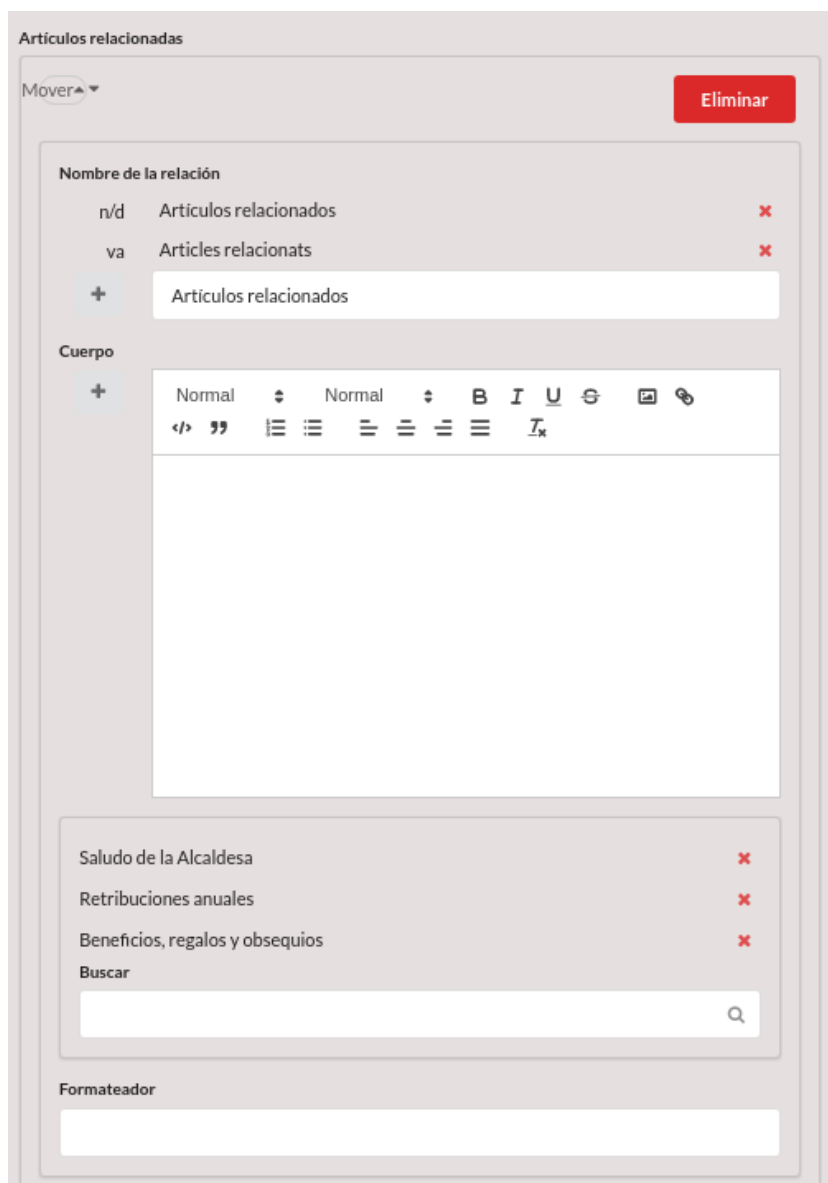 Artículos relacionadas
Mover
Eliminar
Nombre de la relación
n/d Artículos relacionados
va Articles relacionats
Artículos relacionados
Cuerpo
Normal Normal B I U S
Saludo de la Alcaldesa
Retribuciones anuales
Beneficios, regalos y obsequios
Buscar
Formateador